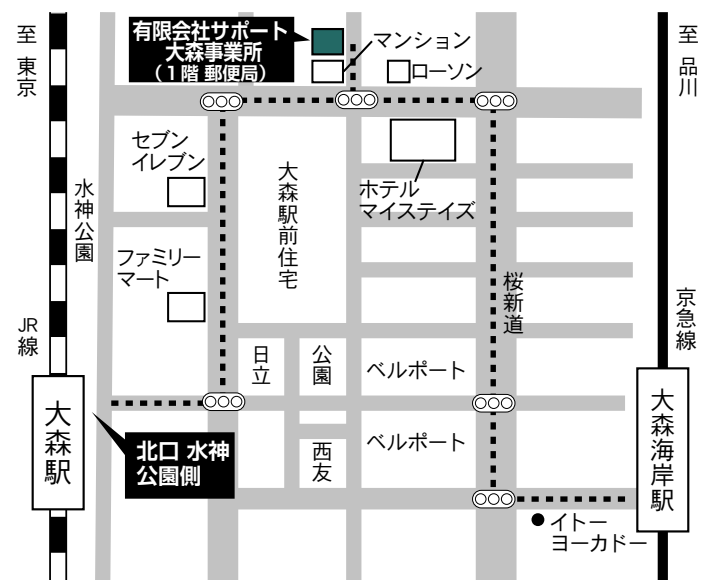 至 東京
有限会社サポート
大森事業所
（１階 郵便局）
マンション
ローソン
至 品川
セブン
イレブン
水神公園
大森駅前住宅
ホテル
マイステイズ
ファミリー
マート
桜新道
京急線
JR
線
日立
公園
ベルポート
大森駅
北口 水神
公園側
西友
ベルポート
大森海岸駅
イトー
ヨーカドー